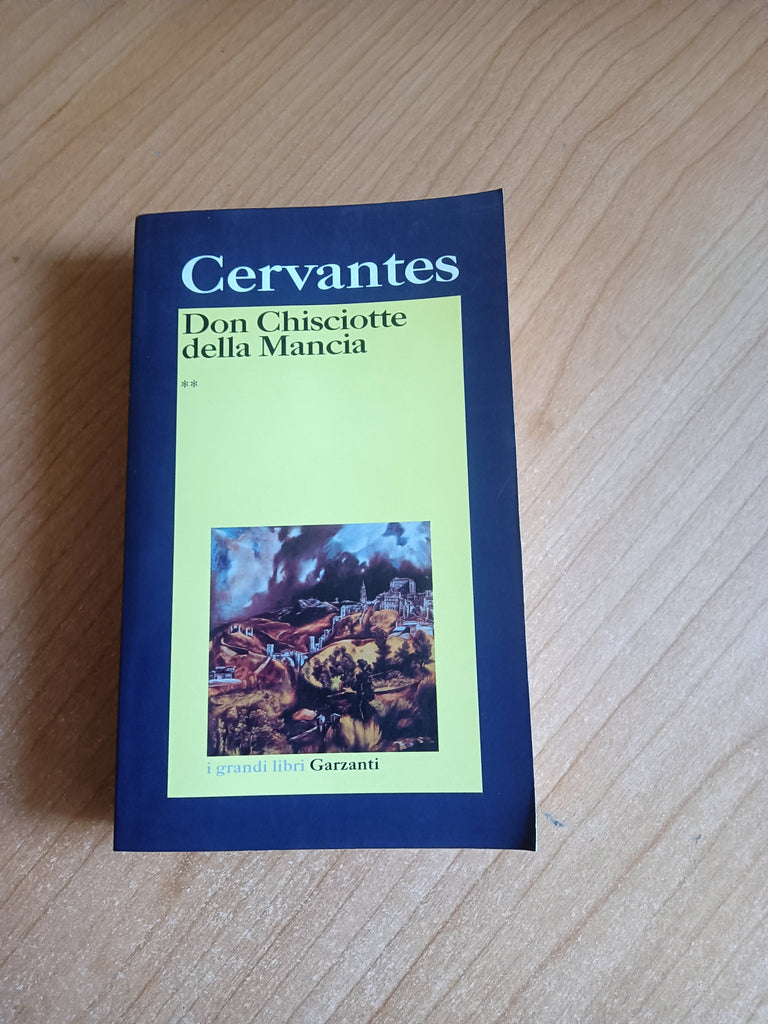 Cervantes
Don Chisciotte
della Mancia
**
i grandi libri Garzanti